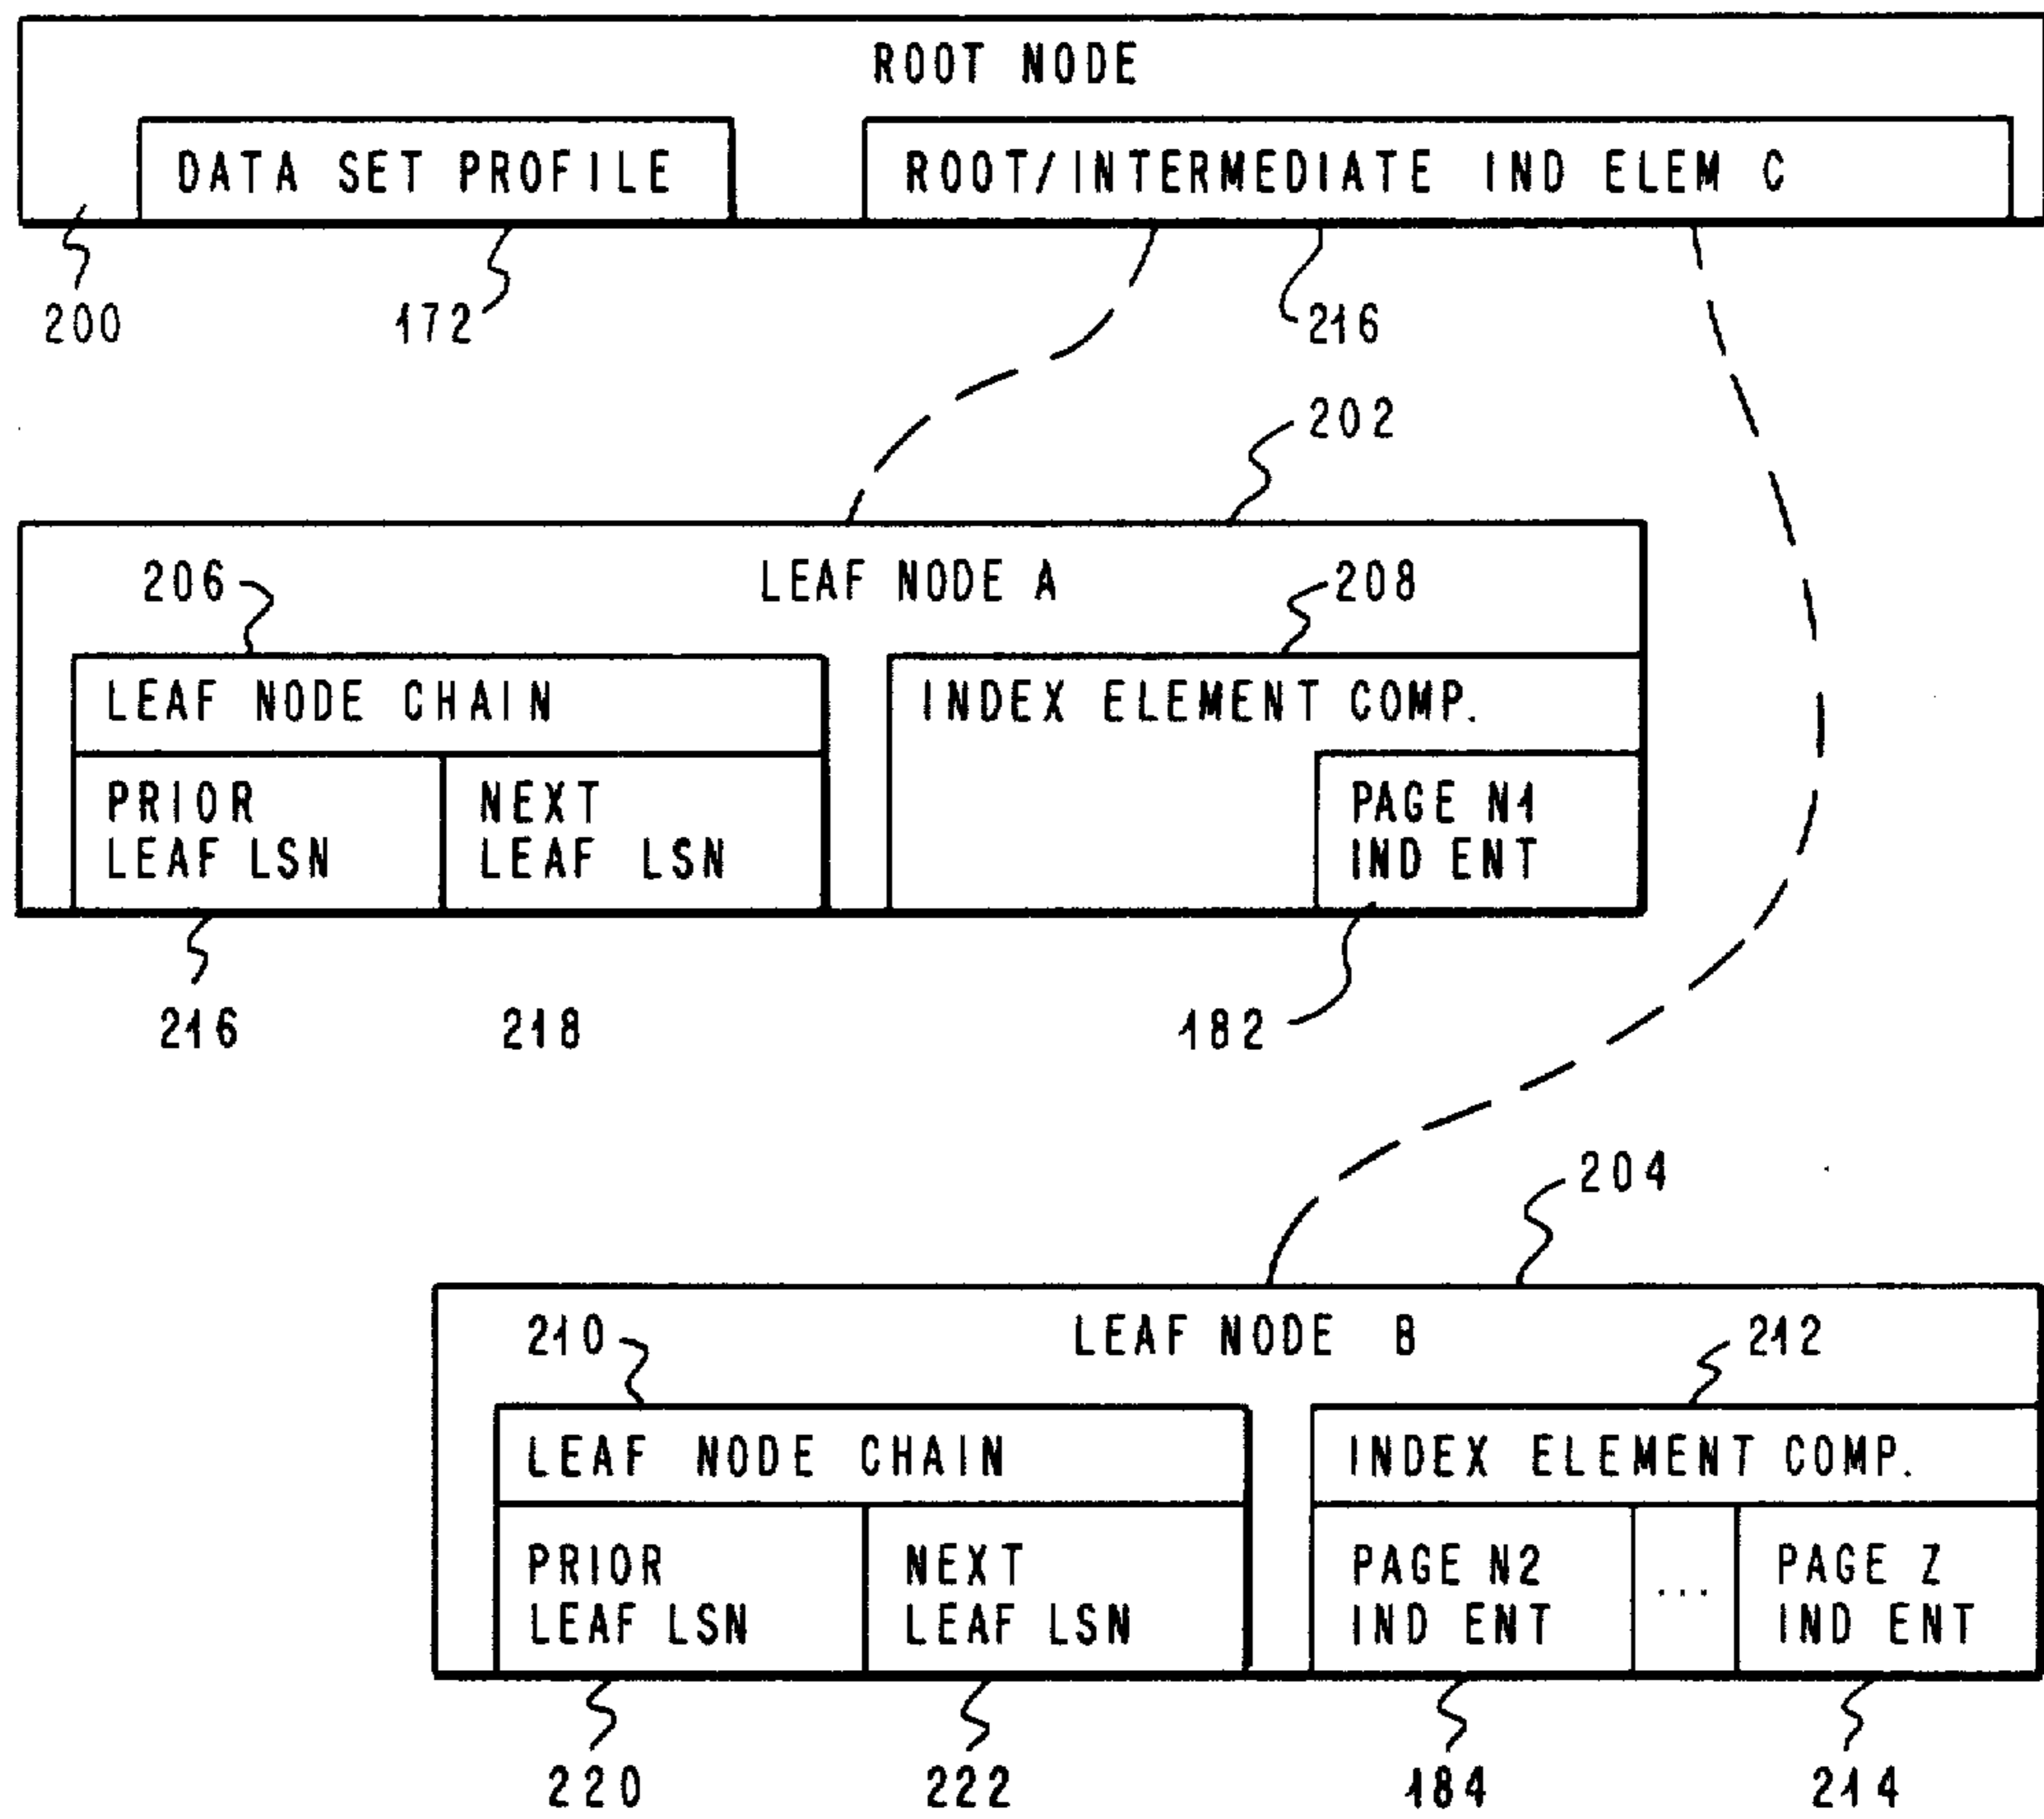 ROOT NODE
DATA SET PROFILE
ROOT/INTERMEDIATE IND ELEM C
200
172
216
202
206
LEAF NODE A
208
LEAF NODE CHAIN
INDEX ELEMENT COMP.
PRIOR
LEAF LSN
NEXT
LEAF LSN
PAGE N1
IND ENT
216
218
182
204
210
LEAF NODE B
212
LEAF NODE CHAIN
INDEX ELEMENT COMP.
PRIOR
LEAF LSN
NEXT
LEAF LSN
PAGE N2
IND ENT
...
PAGE Z
IND ENT
220
222
184
214